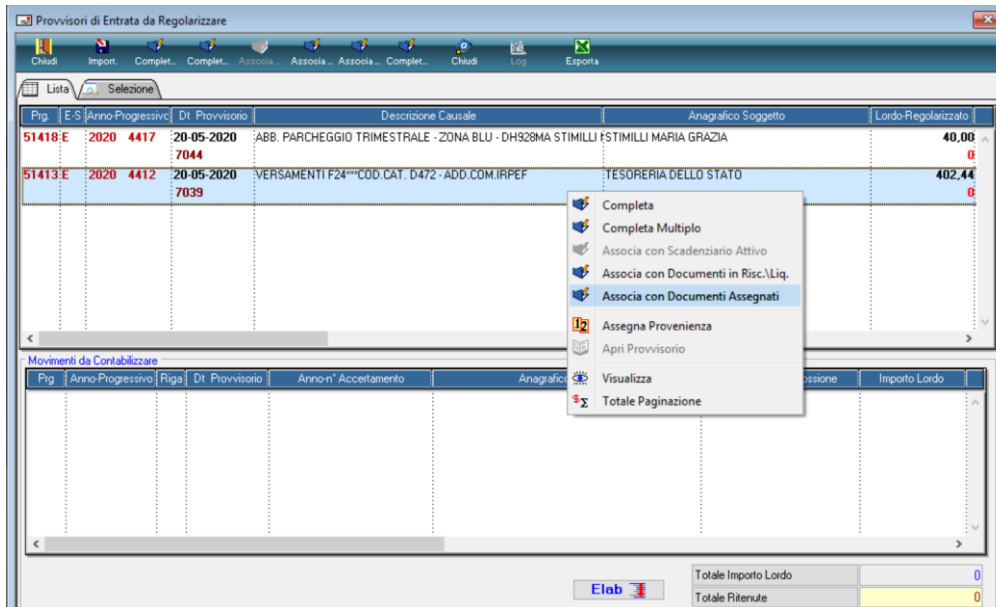 Provvisori di Entrata da Regolarizzare
Chiudi Import. Complet... Complet... Associa... Associa... Associa... Complet... Chiudi Log Esporta
Lista Selezione
Prg. E-S Anno-Progressivo Dt Provvisorio Descrizione Causale Anagrafico Soggetto Lordo-Regolarizzato
51418 E 2020 4417 20-05-2020 ABB. PARCHEGGIO TRIMESTRALE - ZONA BLU - DH928MA STIMILLI STIMILLI MARIA GRAZIA 40,00
7044 0
51413 E 2020 4412 20-05-2020 VERSAMENTI F24***COD.CAT. D472 - ADD.COM.IRPEF TESORERIA DELLO STATO 402,44
7039 0
Completa
Completa Multiplo
Associa con Scadenziario Attivo
Associa con Documenti in Risc.\Liq.
Associa con Documenti Assegnati
12 Assegna Provenienza
Apri Provvisorio
Visualizza
$Σ Totale Paginazione
Movimenti da Contabilizzare
Prg Anno-Progressivo Riga Dt Provvisorio Anno-n° Accertamento Anagrafico ossione Importo Lordo
Elab
Totale Importo Lordo 0
Totale Ritenute 0